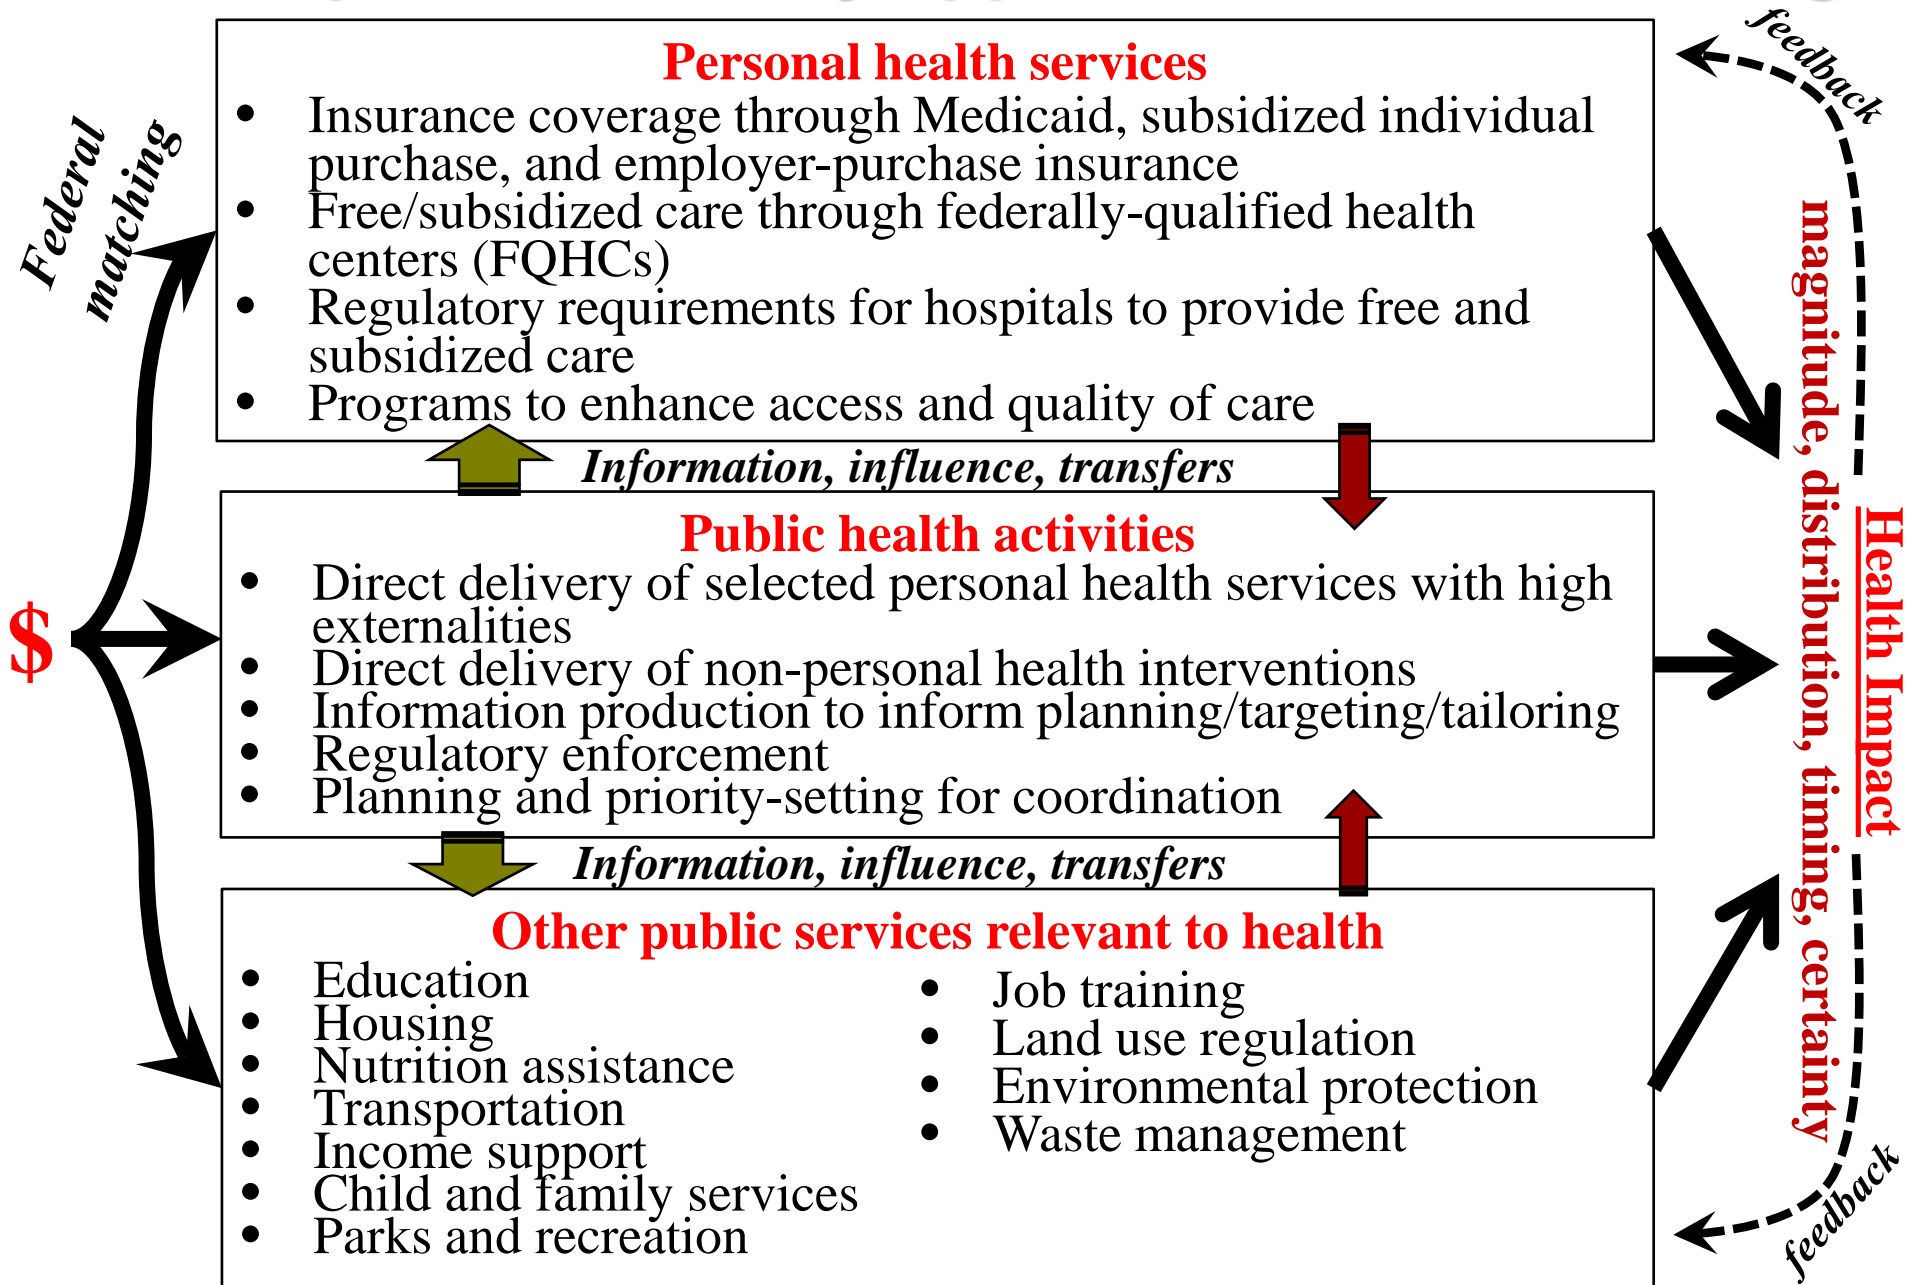 Personal health services
• Insurance coverage through Medicaid, subsidized individual
purchase, and employer-purchase insurance
• Free/subsidized care through federally-qualified health
centers (FQHCs)
• Regulatory requirements for hospitals to provide free and
subsidized care
• Programs to enhance access and quality of care
Federal
matching
$
Information, influence, transfers
Public health activities
• Direct delivery of selected personal health services with high
externalities
• Direct delivery of non-personal health interventions
• Information production to inform planning/targeting/tailoring
• Regulatory enforcement
• Planning and priority-setting for coordination
Information, influence, transfers
Other public services relevant to health
• Education
• Housing
• Nutrition assistance
• Transportation
• Income support
• Child and family services
• Parks and recreation
• Job training
• Land use regulation
• Environmental protection
• Waste management
feedback
Health Impact
magnitude, distribution, timing, certainty
feedback